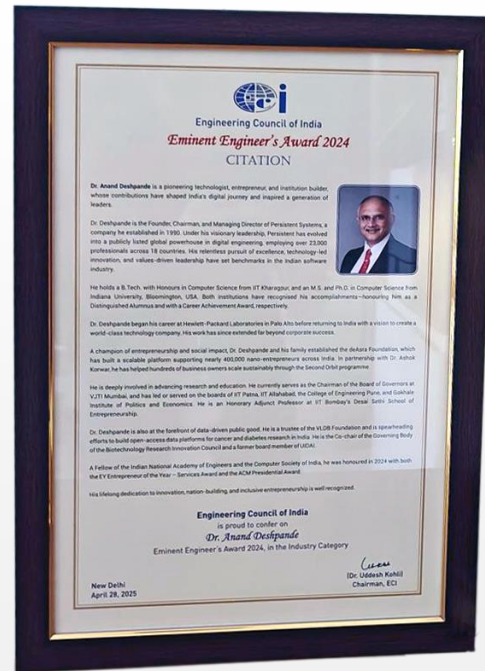 eci
Engineering Council of India
Eminent Engineer's Award 2024
CITATION
Dr. Anand Deshpande is a pioneering technologist, entrepreneur, and institution builder,
whose contributions have shaped India's digital journey and inspired a generation of
leaders.
Dr. Deshpande is the Founder, Chairman, and Managing Director of Persistent Systems, a
company he established in 1990. Under his visionary leadership, Persistent has evolved
into a publicly listed global powerhouse in digital engineering, employing over 23,000
professionals across 18 countries. His relentless pursuit of excellence, technology-led
innovation, and values-driven leadership have set benchmarks in the Indian software
industry.
He holds a B.Tech. with Honours in Computer Science from IIT Kharagpur, and an M.S. and Ph.D. in Computer Science from
Indiana University, Bloomington, USA. Both institutions have recognised his accomplishments—honouring him as a
Distinguished Alumnus and with a Career Achievement Award, respectively.
Dr. Deshpande began his career at Hewlett-Packard Laboratories in Palo Alto before returning to India with a vision to create a
world-class technology company. His work has since extended far beyond corporate success.
A champion of entrepreneurship and social impact, Dr. Deshpande and his family established the deAsra Foundation, which
has built a scalable platform supporting nearly 400,000 nano-entrepreneurs across India. In partnership with Dr. Ashok
Korwar, he has helped hundreds of business owners scale sustainably through the Second Orbit programme.
He is deeply involved in advancing research and education. He currently serves as the Chairman of the Board of Governors at
VJTI Mumbai, and has led or served on the boards of IIT Patna, IIT Allahabad, the College of Engineering Pune, and Gokhale
Institute of Politics and Economics. He is an Honorary Adjunct Professor at IIT Bombay's Desai Sethi School of
Entrepreneurship.
Dr. Deshpande is also at the forefront of data-driven public good. He is a trustee of the VLDB Foundation and is spearheading
efforts to build open-access data platforms for cancer and diabetes research in India. He is the Co-chair of the Governing Body
of the Biotechnology Research Innovation Council and a former board member of UIDAI.
A Fellow of the Indian National Academy of Engineers and the Computer Society of India, he was honoured in 2024 with both
the EY Entrepreneur of the Year – Services Award and the ACM Presidential Award.
His lifelong dedication to innovation, nation-building, and inclusive entrepreneurship is well recognized.
Engineering Council of India
is proud to confer on
Dr. Anand Deshpande
Eminent Engineer's Award 2024, in the Industry Category
New Delhi
April 28, 2025
(Dr. Uddesh Kohli)
Chairman, ECI